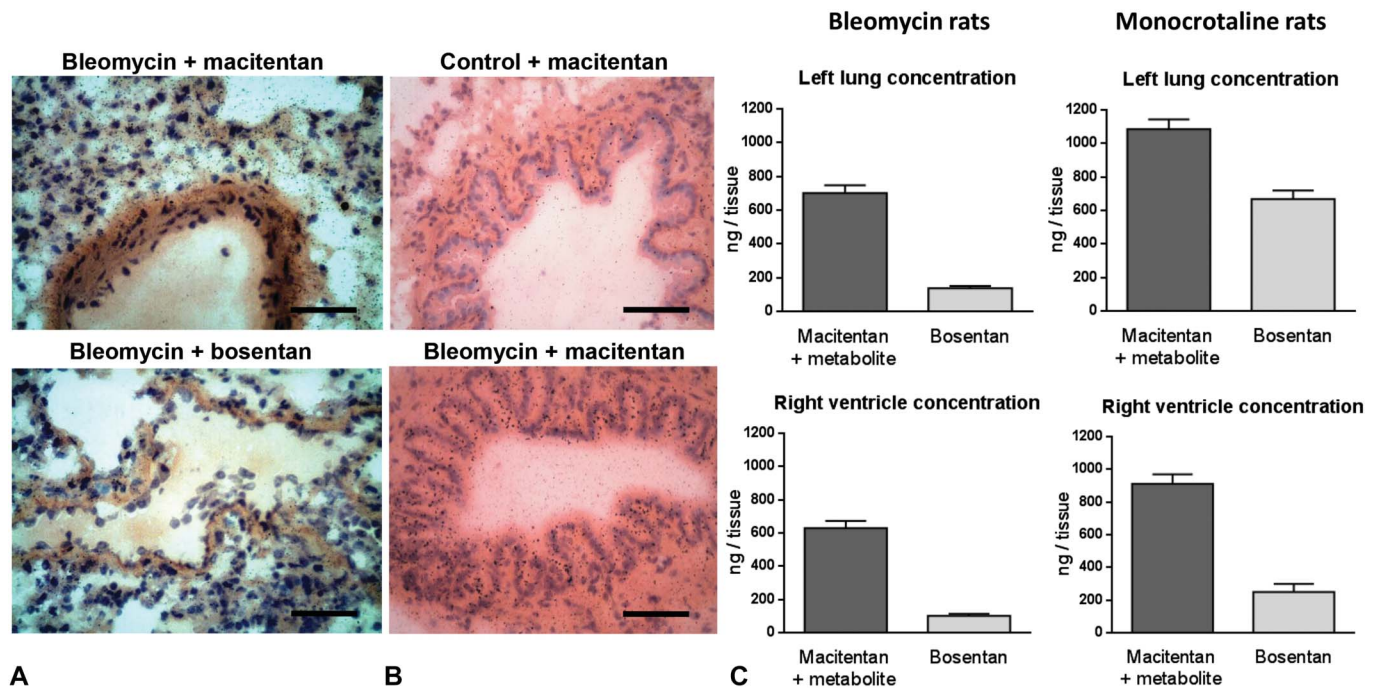 Bleomycin + macitentan
Bleomycin + bosentan
A
Control + macitentan
Bleomycin + macitentan
B
Bleomycin rats
Monocrotaline rats
Left lung concentration
1200
1000
800
600
400
200
0
ng / tissue
Macitentan
+ metabolite
Bosentan
Left lung concentration
1200
1000
800
600
400
200
0
ng / tissue
Macitentan
+ metabolite
Bosentan
Right ventricle concentration
1200
1000
800
600
400
200
0
ng / tissue
Macitentan
+ metabolite
Bosentan
Right ventricle concentration
1200
1000
800
600
400
200
0
ng / tissue
Macitentan
+ metabolite
Bosentan
C